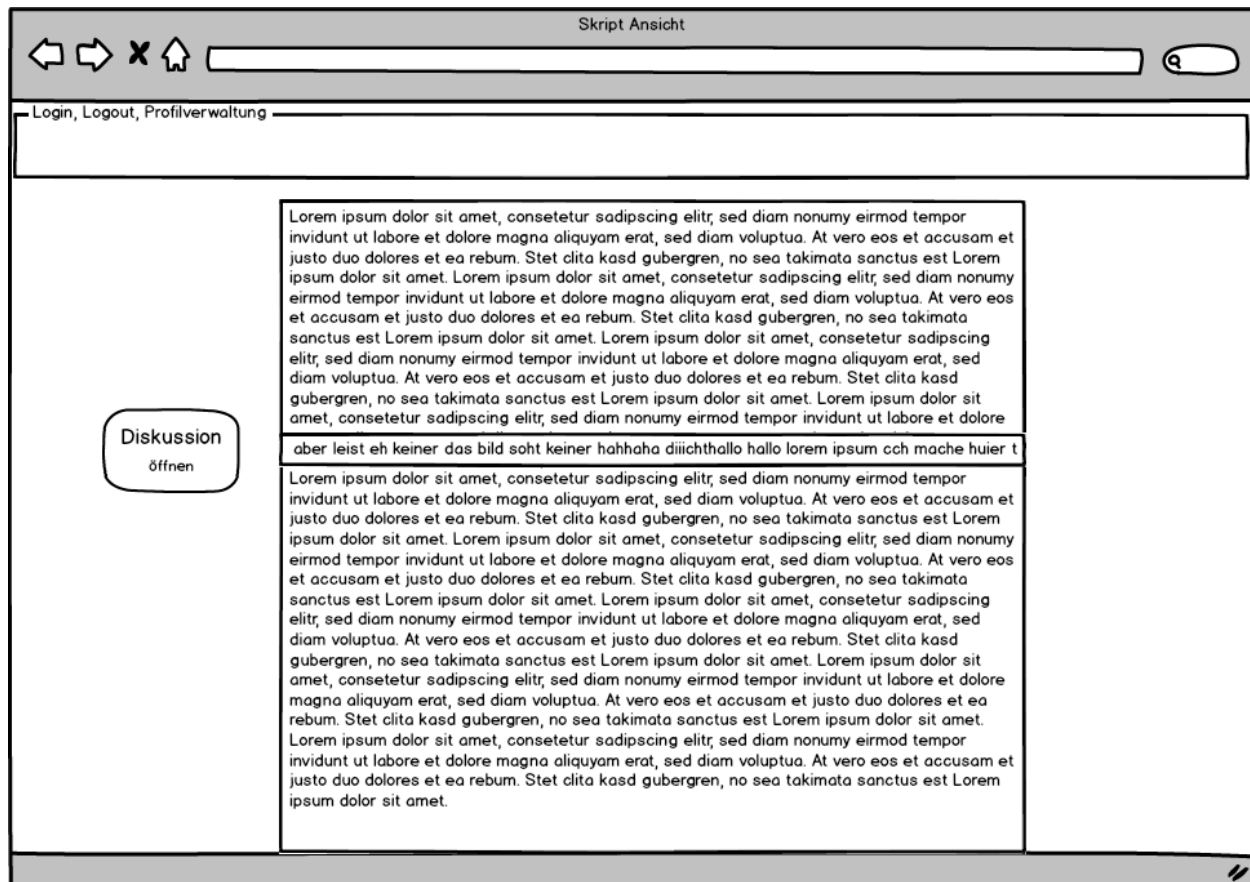 Skript Ansicht
Login, Logout, Profilverwaltung
Lorem ipsum dolor sit amet, consetetur sadipscing elitr, sed diam nonumy eirmod tempor
invidunt ut labore et dolore magna aliquyam erat, sed diam voluptua. At vero eos et accusam et
justo duo dolores et ea rebum. Stet clita kasd gubergren, no sea takimata sanctus est Lorem
ipsum dolor sit amet. Lorem ipsum dolor sit amet, consetetur sadipscing elitr, sed diam nonumy
eirmod tempor invidunt ut labore et dolore magna aliquyam erat, sed diam voluptua. At vero eos
et accusam et justo duo dolores et ea rebum. Stet clita kasd gubergren, no sea takimata
sanctus est Lorem ipsum dolor sit amet. Lorem ipsum dolor sit amet, consetetur sadipscing
elitr, sed diam nonumy eirmod tempor invidunt ut labore et dolore magna aliquyam erat, sed
diam voluptua. At vero eos et accusam et justo duo dolores et ea rebum. Stet clita kasd
gubergren, no sea takimata sanctus est Lorem ipsum dolor sit amet. Lorem ipsum dolor sit
amet, consetetur sadipscing elitr, sed diam nonumy eirmod tempor invidunt ut labore et dolore
Diskussion
öffnen
aber leist eh keiner das bild soht keiner hahhaha diiichthallo hallo lorem ipsum cch mache huier t
Lorem ipsum dolor sit amet, consetetur sadipscing elitr, sed diam nonumy eirmod tempor
invidunt ut labore et dolore magna aliquyam erat, sed diam voluptua. At vero eos et accusam et
justo duo dolores et ea rebum. Stet clita kasd gubergren, no sea takimata sanctus est Lorem
ipsum dolor sit amet. Lorem ipsum dolor sit amet, consetetur sadipscing elitr, sed diam nonumy
eirmod tempor invidunt ut labore et dolore magna aliquyam erat, sed diam voluptua. At vero eos
et accusam et justo duo dolores et ea rebum. Stet clita kasd gubergren, no sea takimata
sanctus est Lorem ipsum dolor sit amet. Lorem ipsum dolor sit amet, consetetur sadipscing
elitr, sed diam nonumy eirmod tempor invidunt ut labore et dolore magna aliquyam erat, sed
diam voluptua. At vero eos et accusam et justo duo dolores et ea rebum. Stet clita kasd
gubergren, no sea takimata sanctus est Lorem ipsum dolor sit amet. Lorem ipsum dolor sit
amet, consetetur sadipscing elitr, sed diam nonumy eirmod tempor invidunt ut labore et dolore
magna aliquyam erat, sed diam voluptua. At vero eos et accusam et justo duo dolores et ea
rebum. Stet clita kasd gubergren, no sea takimata sanctus est Lorem ipsum dolor sit amet.
Lorem ipsum dolor sit amet, consetetur sadipscing elitr, sed diam nonumy eirmod tempor
invidunt ut labore et dolore magna aliquyam erat, sed diam voluptua. At vero eos et accusam et
justo duo dolores et ea rebum. Stet clita kasd gubergren, no sea takimata sanctus est Lorem
ipsum dolor sit amet.